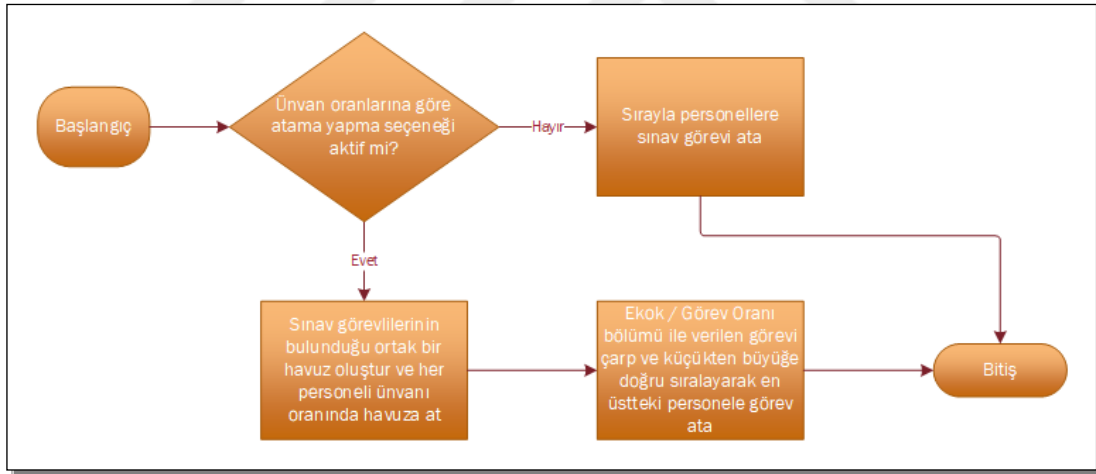 Başlangıç
Ünvan oranlarına göre
atama yapma seçeneği
aktif mi?
Hayır
Sırayla personellere
sınav görevi ata
Evet
Sınav görevlilerinin
bulunduğu ortak bir
havuz oluştur ve her
personeli ünvanı
oranında havuza at
Ekok / Görev Oranı
bölümü ile verilen görevi
çarp ve küçükten büyüğe
doğru sıralayarak en
üstteki personele görev
ata
Bitiş